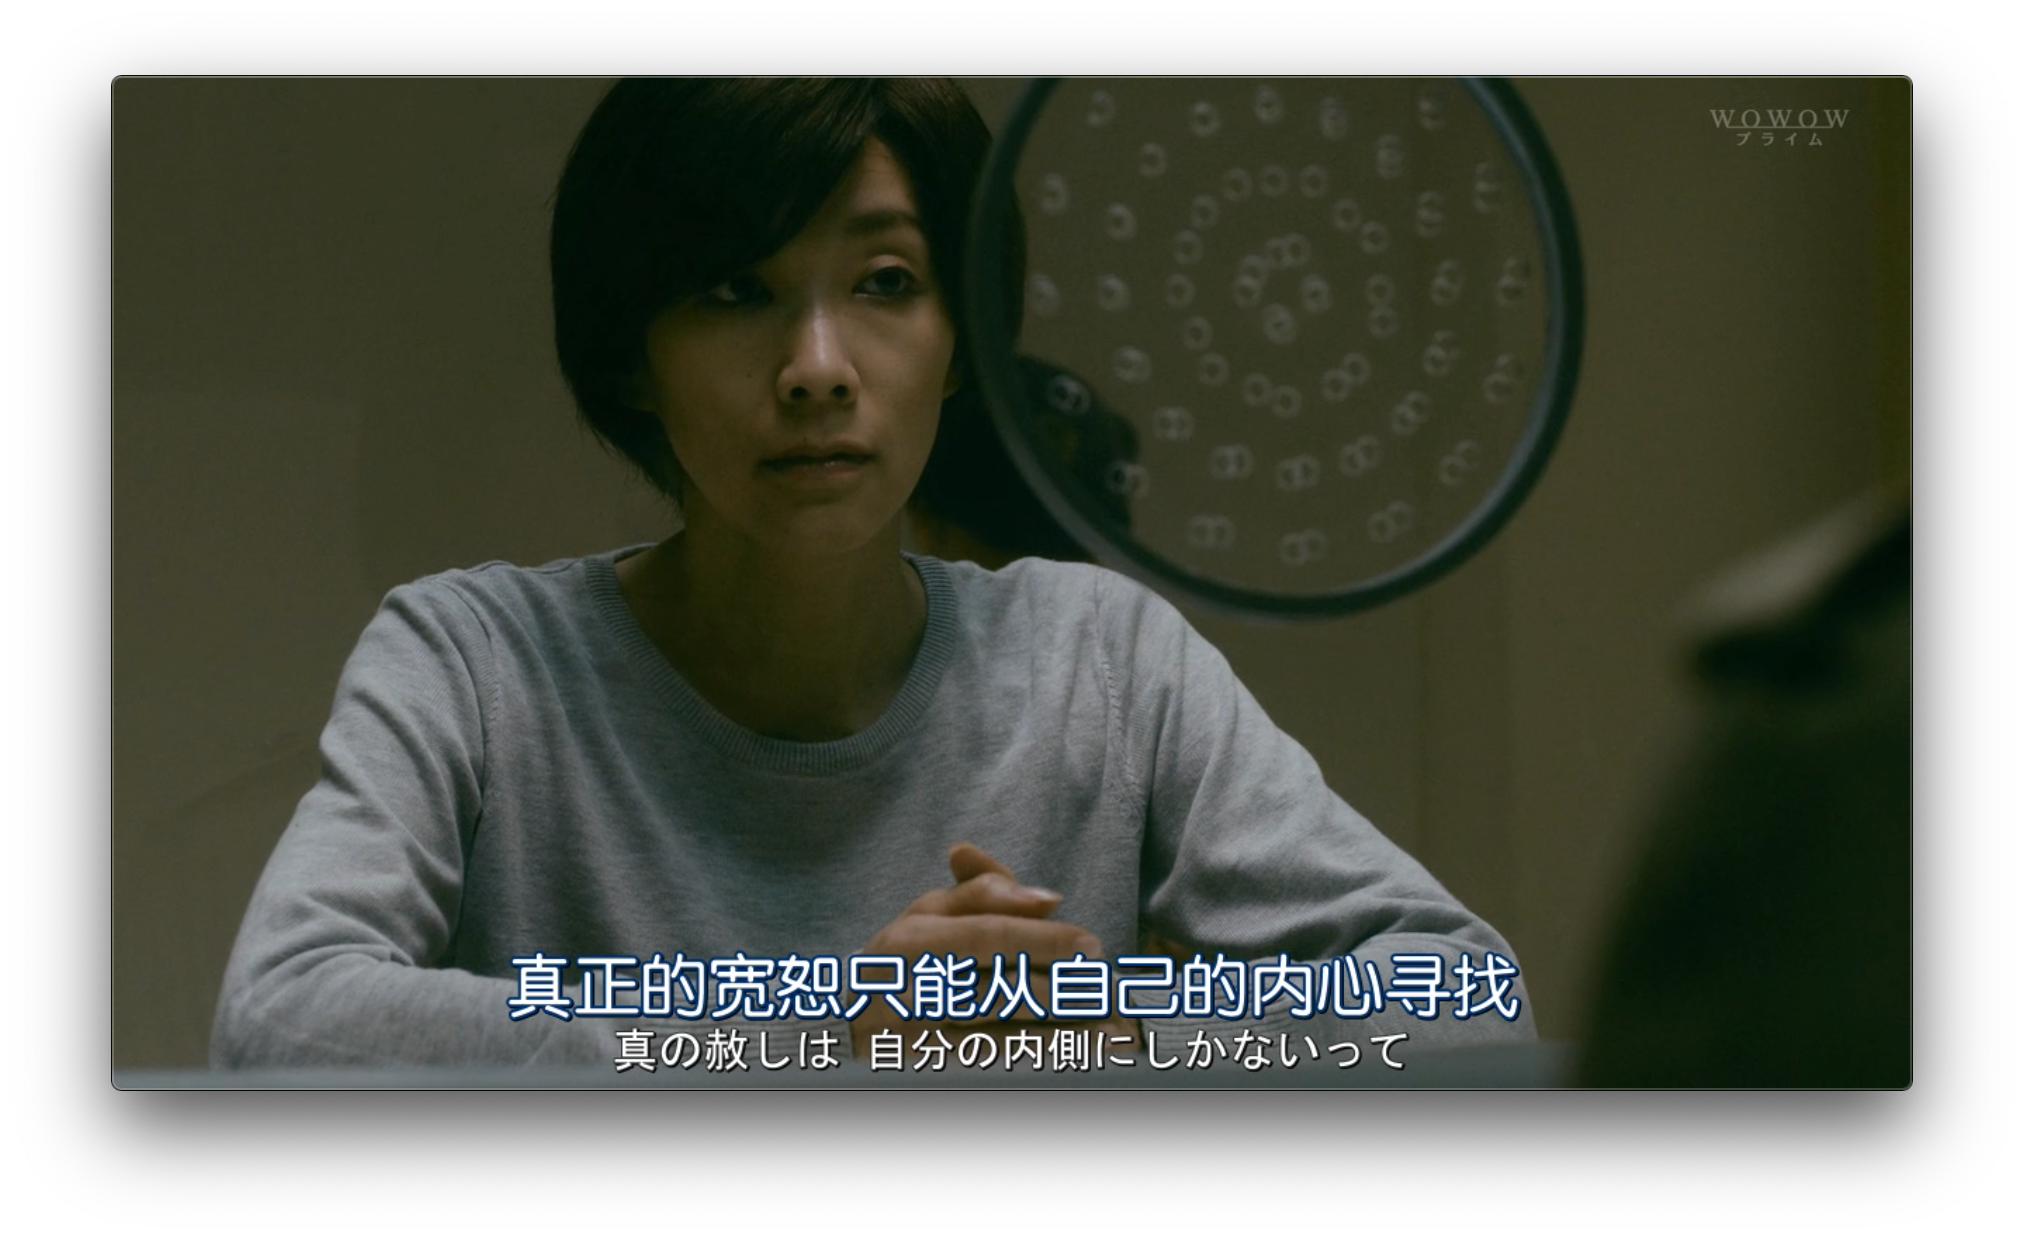 WOWOW
プライム
真正的宽恕只能从自己的内心寻找
真の赦しは 自分の内側にしかないって